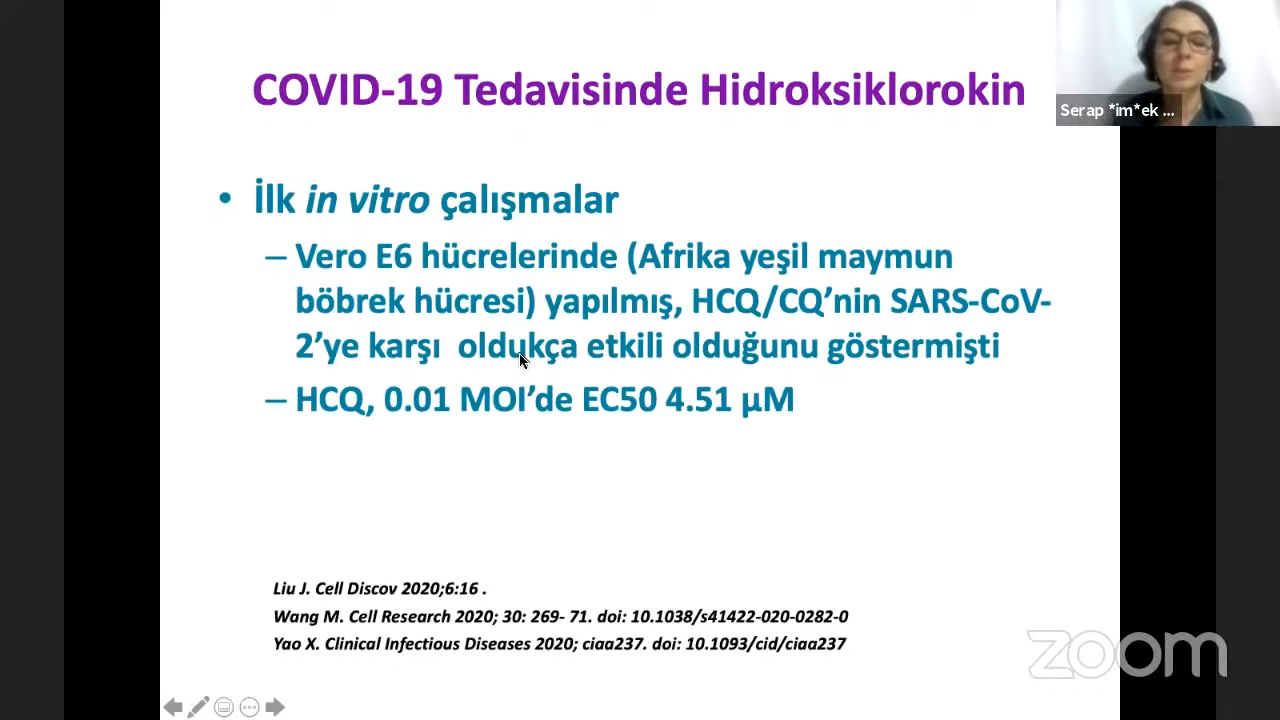 COVID-19 Tedavisinde Hidroksiklorokin
Serap *im*ek ...
• İlk in vitro çalışmalar
– Vero E6 hücrelerinde (Afrika yeşil maymun
böbrek hücresi) yapılmış, HCQ/CQ’nin SARS-CoV-
2’ye karşı oldukça etkili olduğunu göstermişti
– HCQ, 0.01 MOI’de EC50 4.51 µM
Liu J. Cell Discov 2020;6:16 .
Wang M. Cell Research 2020; 30: 269- 71. doi: 10.1038/s41422-020-0282-0
Yao X. Clinical Infectious Diseases 2020; ciaa237. doi: 10.1093/cid/ciaa237
zoom